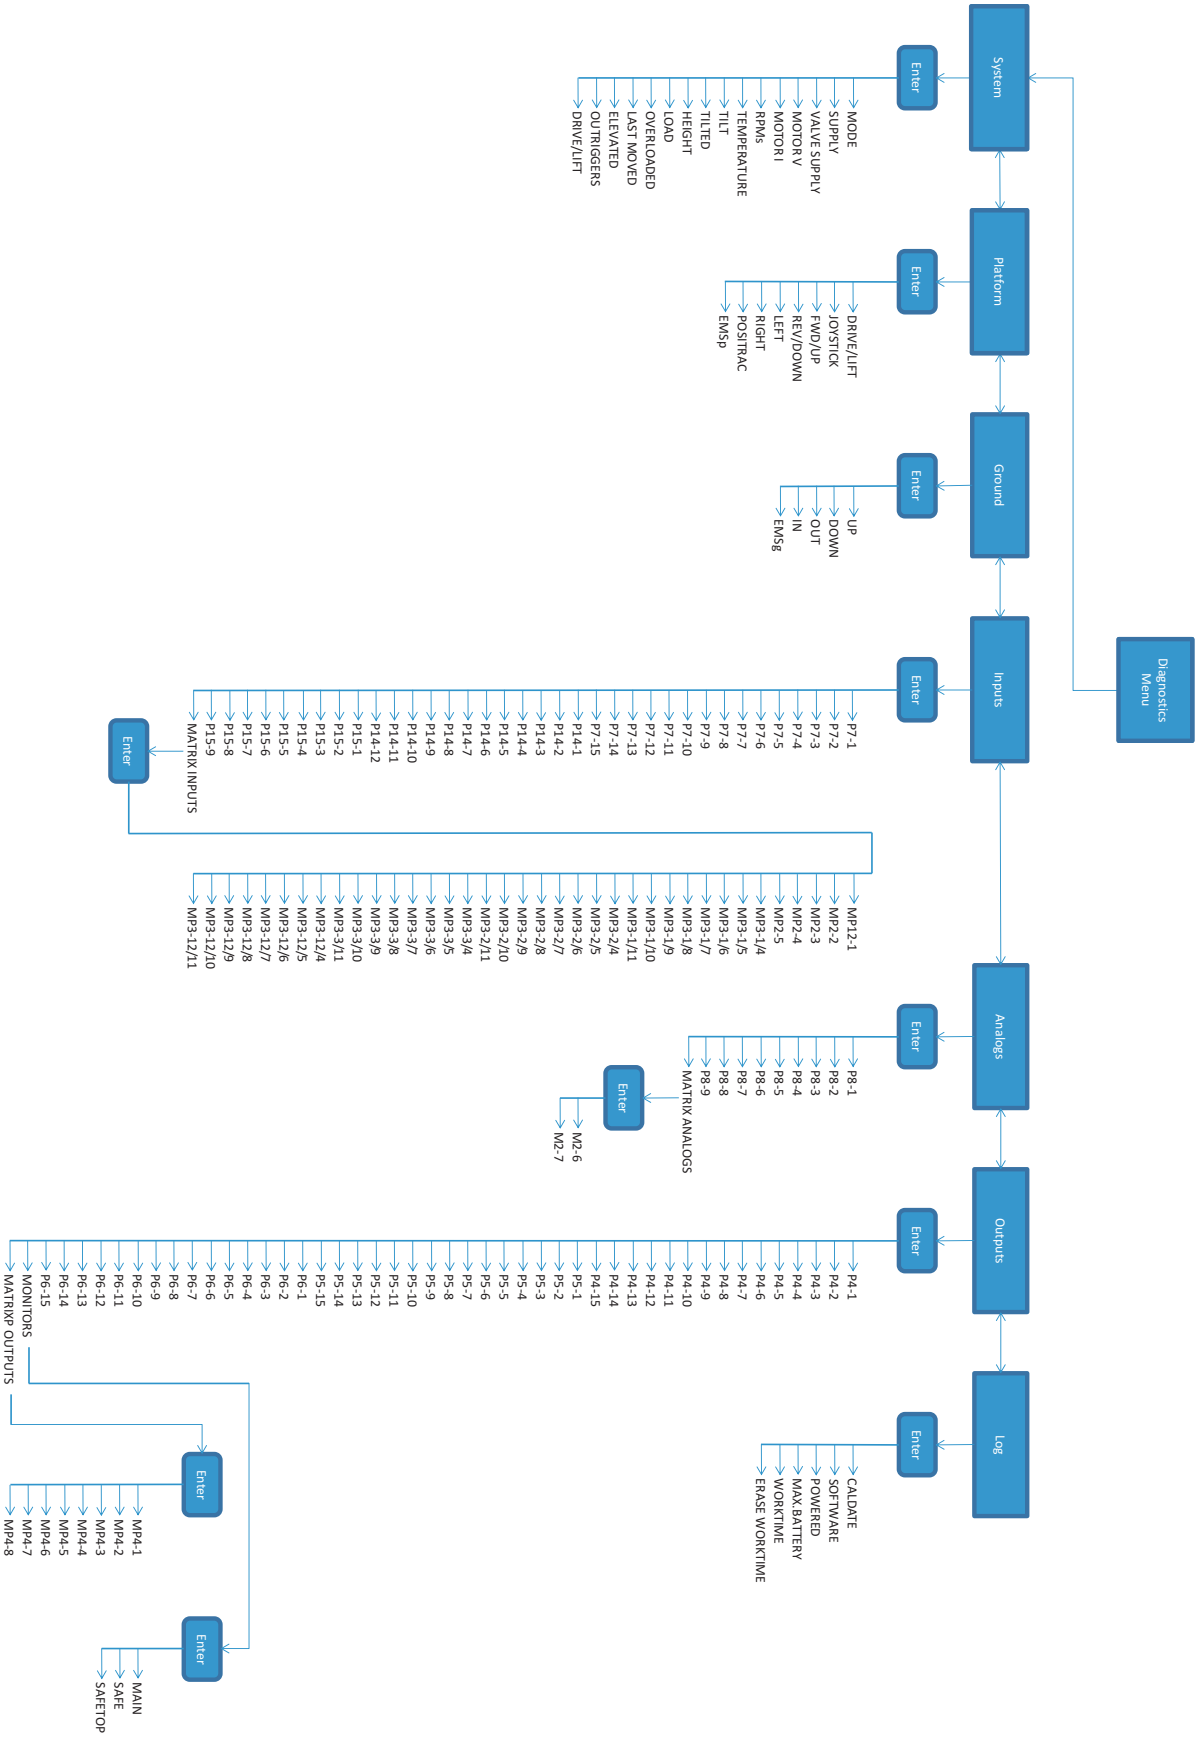 Diagnostics
Menu
System
Enter
MODE
SUPPLY
VALVE SUPPLY
MOTOR V
MOTOR I
RPMs
TEMPERATURE
TILT
TILTED
HEIGHT
LOAD
OVERLOADED
LAST MOVED
ELEVATED
OUTRIGGERS
DRIVE/LIFT
Platform
Enter
DRIVE/LIFT
JOYSTICK
FWD/UP
REV/DOWN
LEFT
RIGHT
POSITRAC
EMSp
Ground
Enter
UP
DOWN
OUT
IN
EMSg
Inputs
Enter
P7-1
P7-2
P7-3
P7-4
P7-5
P7-6
P7-7
P7-8
P7-9
P7-10
P7-11
P7-12
P7-13
P7-14
P7-15
P14-1
P14-2
P14-3
P14-4
P14-5
P14-6
P14-7
P14-8
P14-9
P14-10
P14-11
P14-12
P15-1
P15-2
P15-3
P15-4
P15-5
P15-6
P15-7
P15-8
P15-9
MATRIX INPUTS
Enter
MP12-1
MP2-2
MP2-3
MP2-4
MP2-5
MP3-1/4
MP3-1/5
MP3-1/6
MP3-1/7
MP3-1/8
MP3-1/9
MP3-1/10
MP3-1/11
MP3-2/4
MP3-2/5
MP3-2/6
MP3-2/7
MP3-2/8
MP3-2/9
MP3-2/10
MP3-2/11
MP3-3/4
MP3-3/5
MP3-3/6
MP3-3/7
MP3-3/8
MP3-3/9
MP3-3/10
MP3-3/11
MP3-12/4
MP3-12/5
MP3-12/6
MP3-12/7
MP3-12/8
MP3-12/9
MP3-12/10
MP3-12/11
Analogs
Enter
P8-1
P8-2
P8-3
P8-4
P8-5
P8-6
P8-7
P8-8
P8-9
MATRIX ANALOGS
Enter
M2-6
M2-7
Outputs
Enter
P4-1
P4-2
P4-3
P4-4
P4-5
P4-6
P4-7
P4-8
P4-9
P4-10
P4-11
P4-12
P4-13
P4-14
P4-15
P5-1
P5-2
P5-3
P5-4
P5-5
P5-6
P5-7
P5-8
P5-9
P5-10
P5-11
P5-12
P5-13
P5-14
P5-15
P6-1
P6-2
P6-3
P6-4
P6-5
P6-6
P6-7
P6-8
P6-9
P6-10
P6-11
P6-12
P6-13
P6-14
P6-15
MONITORS
MATRIXP OUTPUTS
Enter
MP4-1
MP4-2
MP4-3
MP4-4
MP4-5
MP4-6
MP4-7
MP4-8
Enter
MAIN
SAFE
SAFETOP
Log
Enter
CALDATE
SOFTWARE
POWERED
MAX.BATTERY
WORKTIME
ERASE WORKTIME